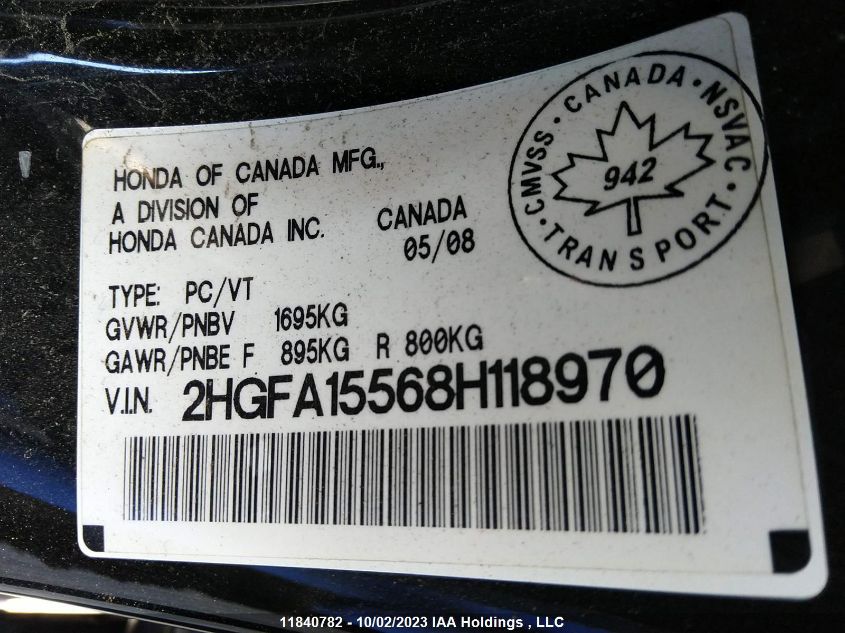 HONDA OF CANADA MFG.,
A DIVISION OF
HONDA CANADA INC.
CANADA
05/08
CMVSS · CANADA · NSVAC · TRANSPORT ·
942
TYPE: PC/VT
GVWR/PNBV 1695KG
GAWR/PNBE F 895KG R 800KG
V.I.N. 2HGFA15568H118970
11840782 - 10/02/2023 IAA Holdings , LLC